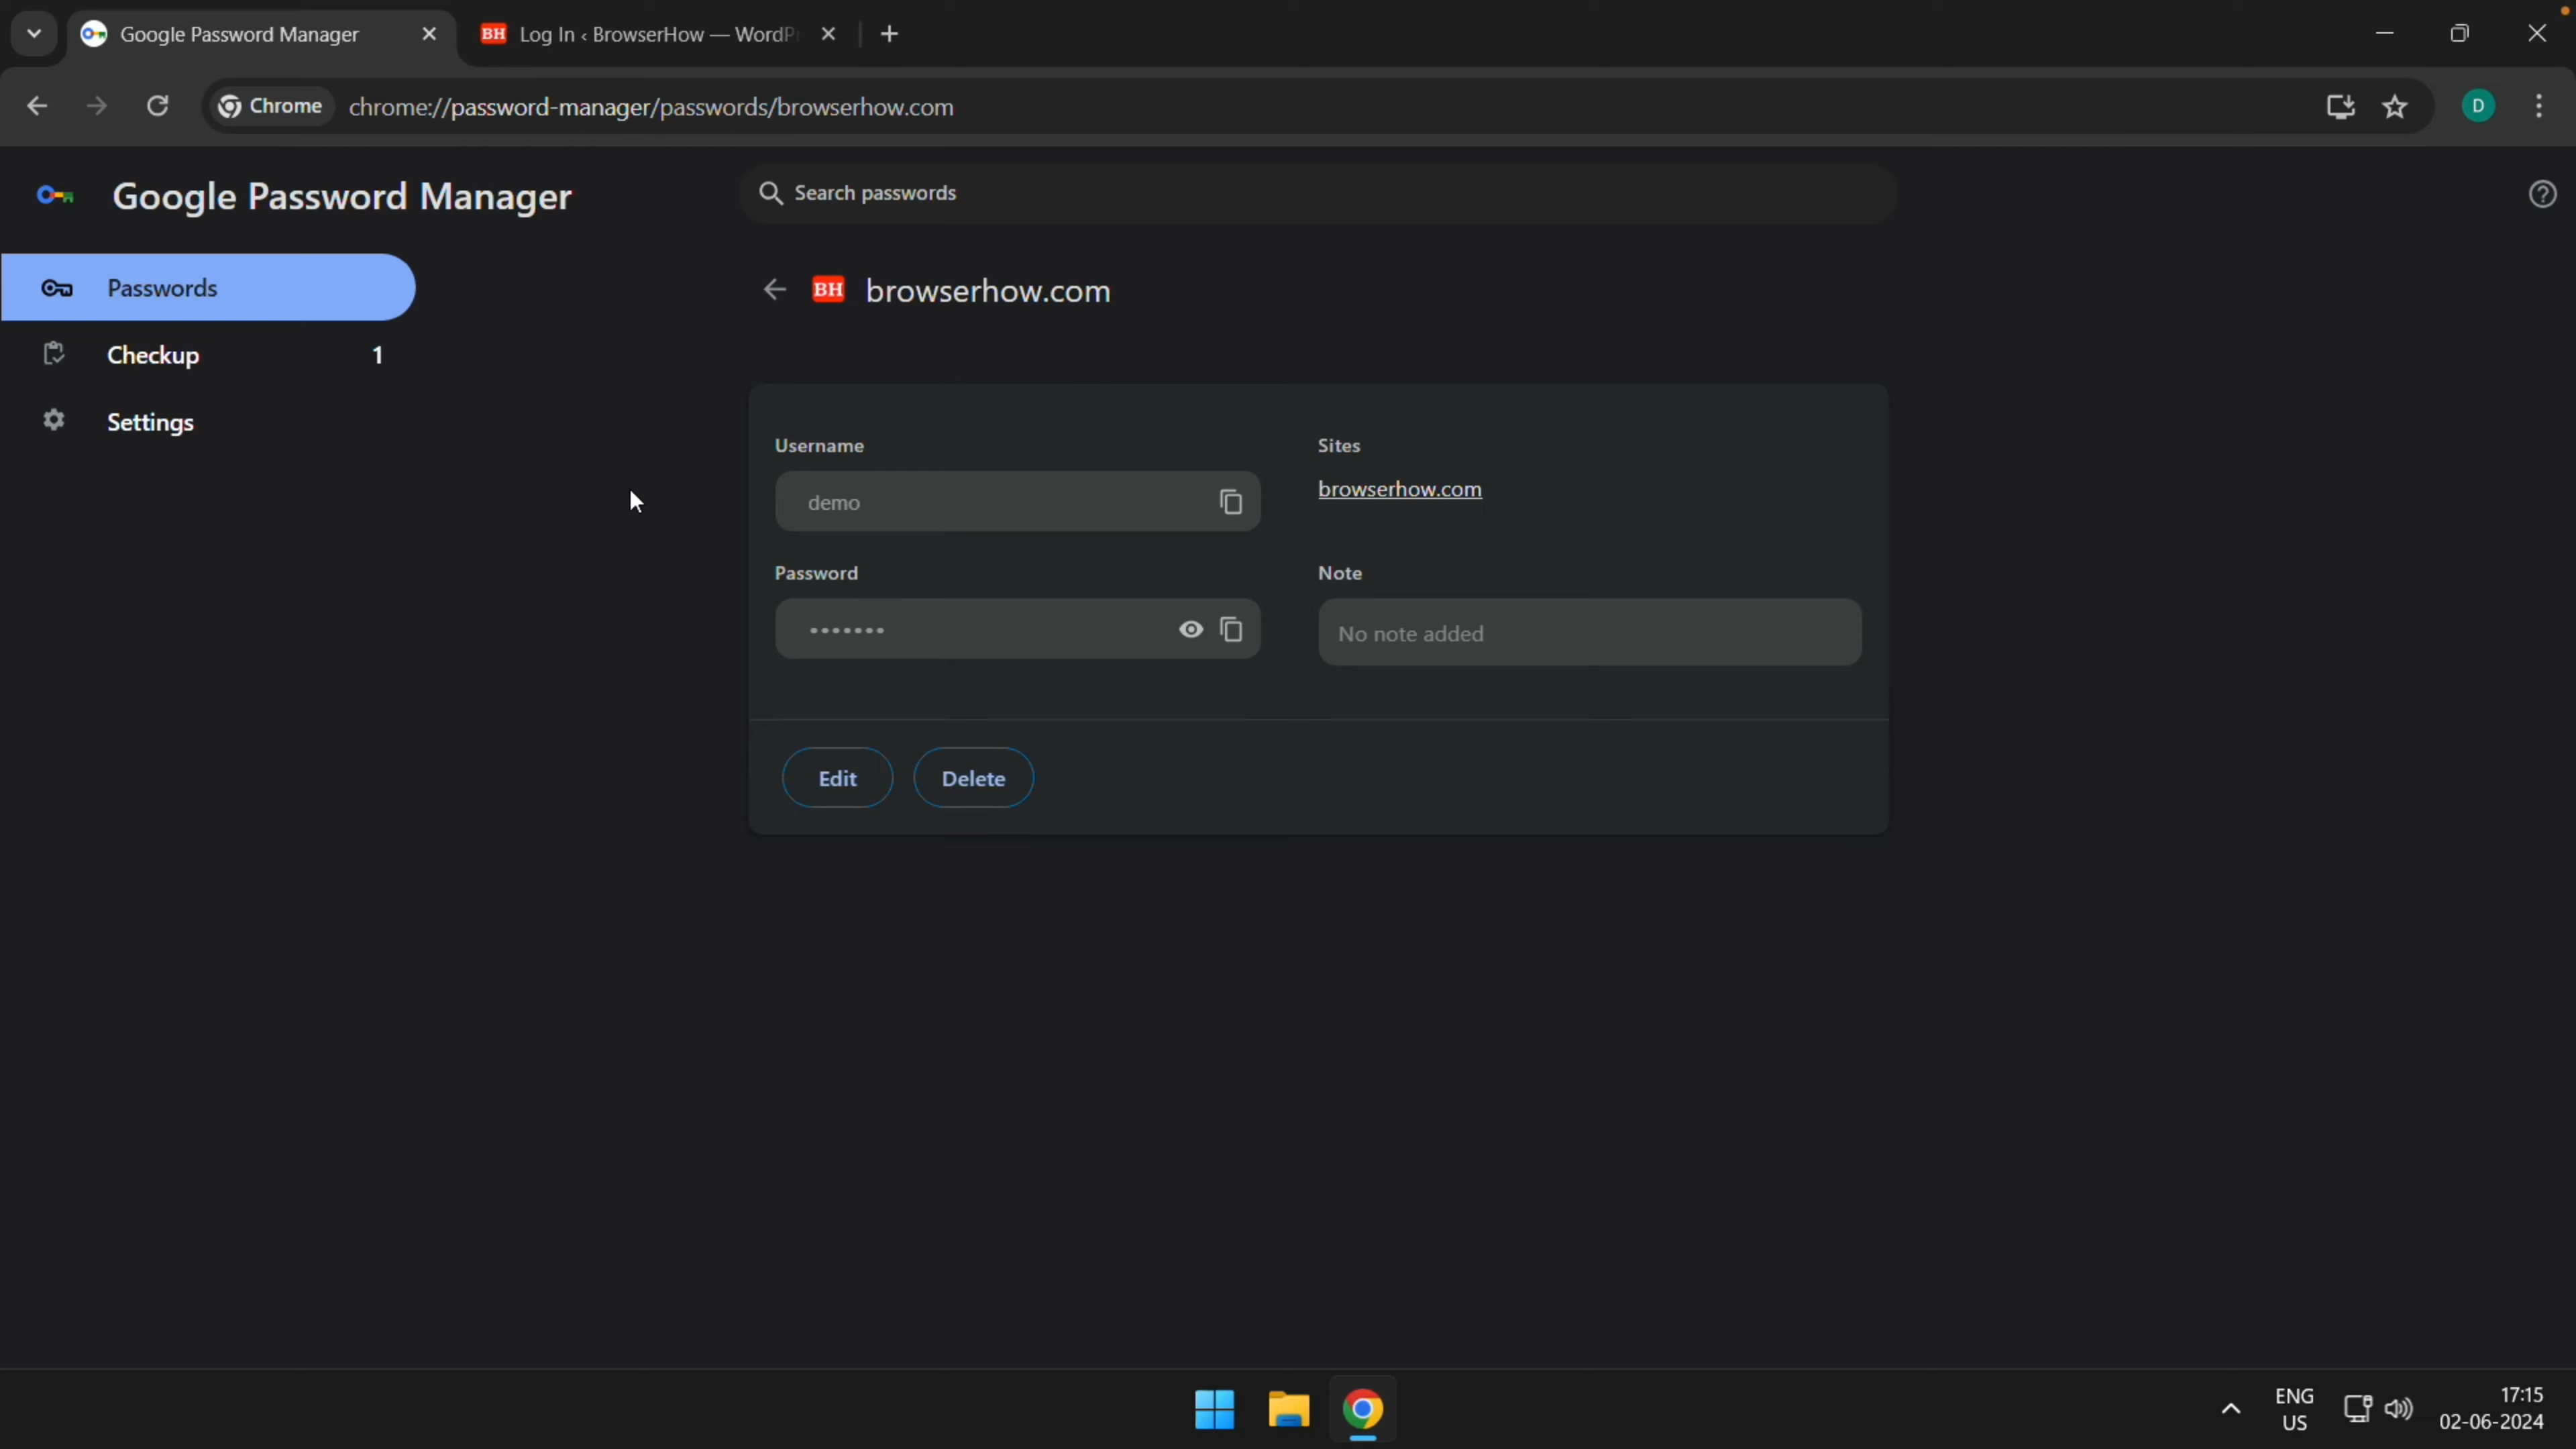 Google Password Manager
BH Log In ‹ BrowserHow — WordP
Chrome chrome://password-manager/passwords/browserhow.com D
Google Password Manager
Search passwords
Passwords
BH browserhow.com
Checkup 1
Settings
Username
Sites
demo
browserhow.com
Password
Note
•••••••
No note added
Edit
Delete
ENG
US
17:15
02-06-2024